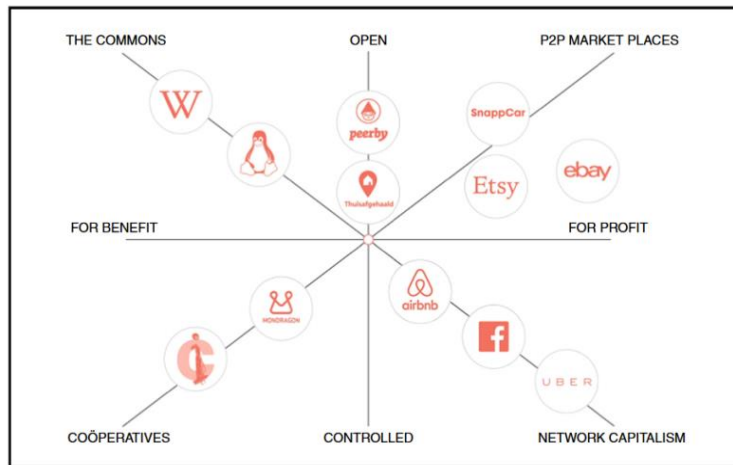 THE COMMONS
OPEN
P2P MARKET PLACES
W
peerby
SnappCar
Etsy
ebay
Thuisafgehaald
FOR BENEFIT
FOR PROFIT
airbnb
MONDRAGON
f
C
UBER
COÖPERATIVES
CONTROLLED
NETWORK CAPITALISM